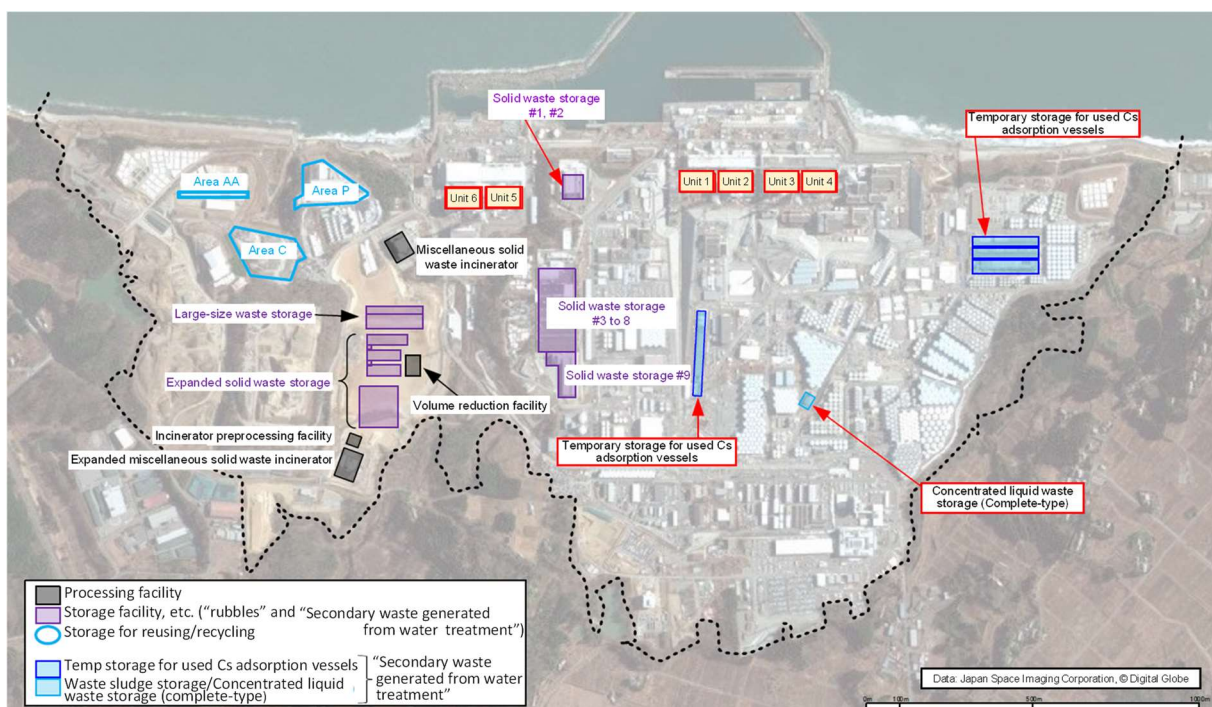 Solid waste storage
#1, #2
Temporary storage for used Cs
adsorption vessels
Area AA
Area P
Unit 6
Unit 5
Unit 1
Unit 2
Unit 3
Unit 4
Area C
Miscellaneous solid
waste incinerator
Large-size waste storage
Solid waste storage
#3 to 8
Expanded solid waste storage
Solid waste storage #9
Volume reduction facility
Incinerator preprocessing facility
Expanded miscellaneous solid waste incinerator
Temporary storage for used Cs
adsorption vessels
Concentrated liquid waste
storage (Complete-type)
Processing facility
Storage facility, etc. (“rubbles” and “Secondary waste generated
from water treatment”)
Storage for reusing/recycling
Temp storage for used Cs adsorption vessels
Waste sludge storage/Concentrated liquid
waste storage (complete-type)
“Secondary waste
generated from water
treatment”
Data: Japan Space Imaging Corporation, © Digital Globe
0m 100m 500m 1000m